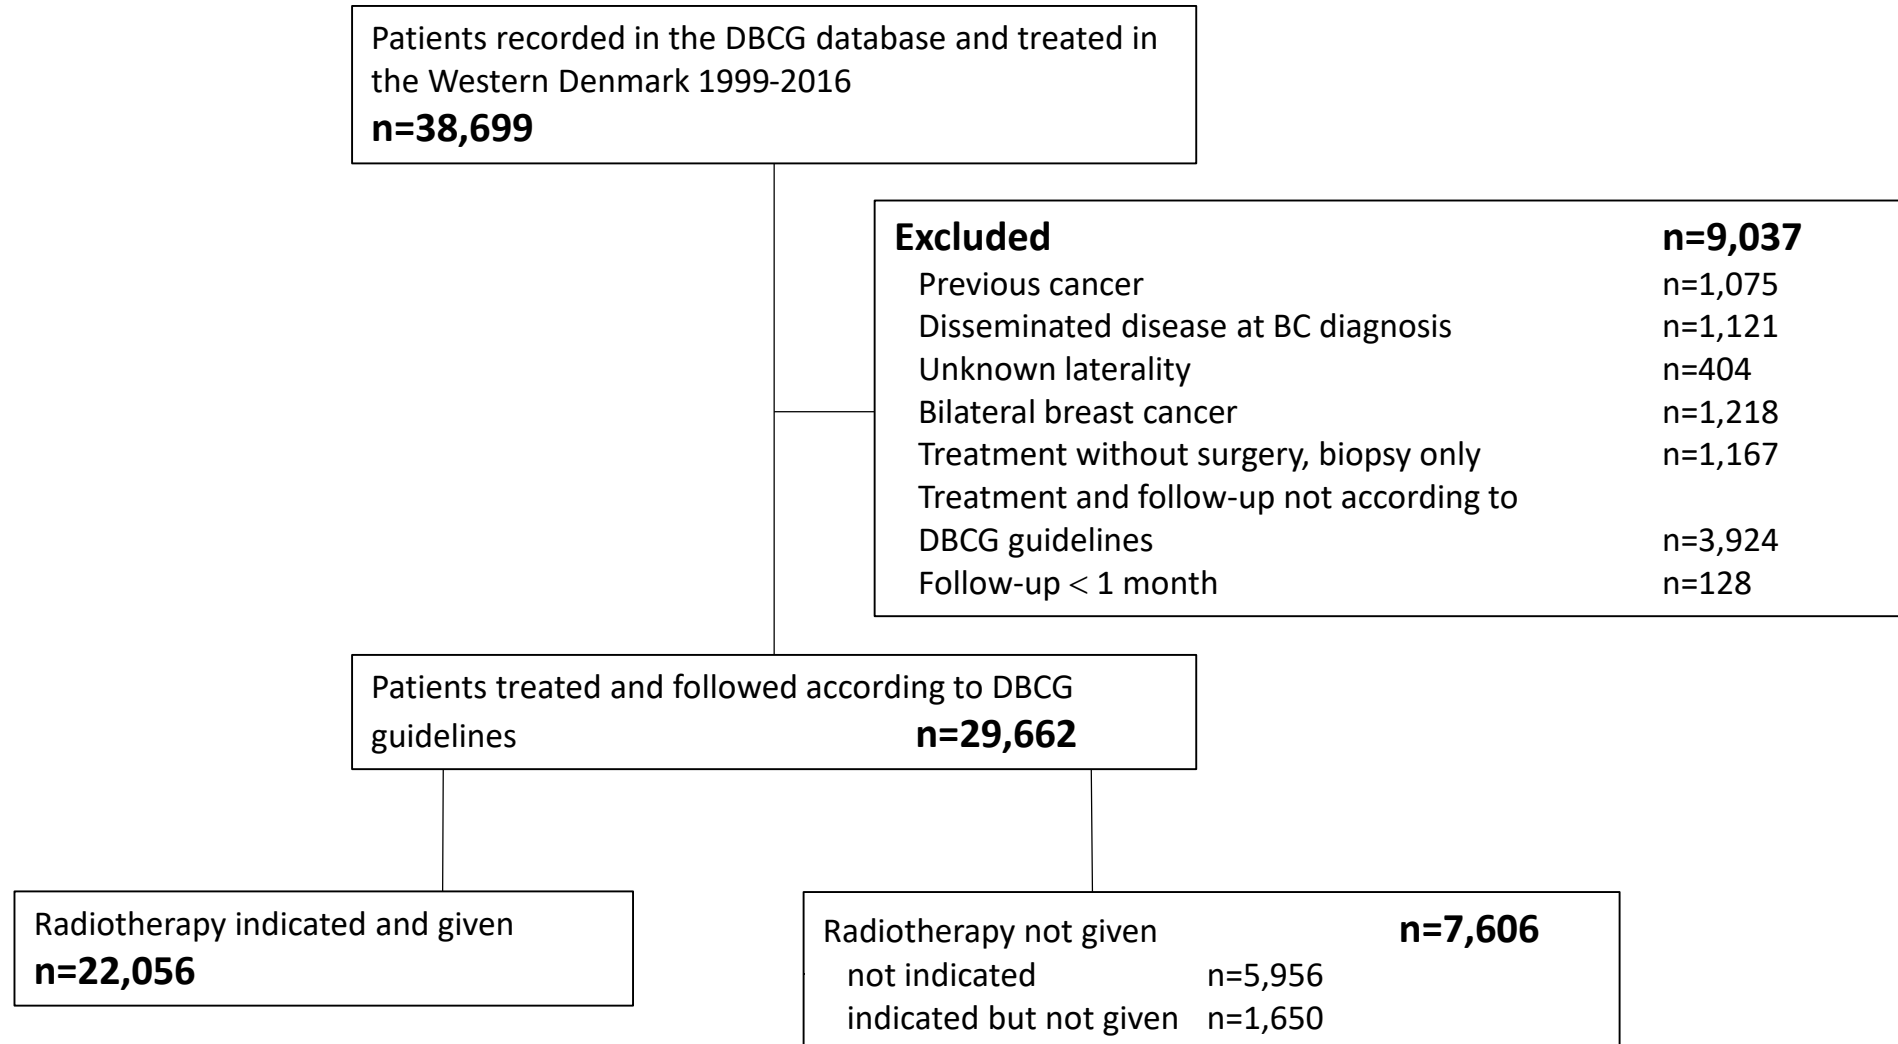 Patients recorded in the DBCG database and treated in
the Western Denmark 1999-2016
n=38,699
Excluded n=9,037
Previous cancer n=1,075
Disseminated disease at BC diagnosis n=1,121
Unknown laterality n=404
Bilateral breast cancer n=1,218
Treatment without surgery, biopsy only n=1,167
Treatment and follow-up not according to
DBCG guidelines n=3,924
Follow-up < 1 month n=128
Patients treated and followed according to DBCG
guidelines n=29,662
Radiotherapy indicated and given
n=22,056
Radiotherapy not given n=7,606
not indicated n=5,956
indicated but not given n=1,650